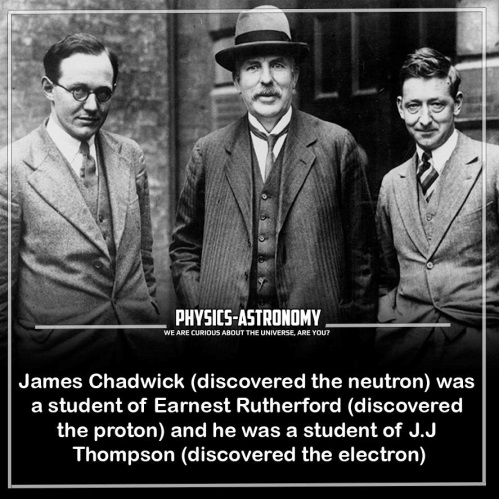 PHYSICS-ASTRONOMY
WE ARE CURIOUS ABOUT THE UNIVERSE, ARE YOU?
James Chadwick (discovered the neutron) was
a student of Earnest Rutherford (discovered
the proton) and he was a student of J.J
Thompson (discovered the electron)